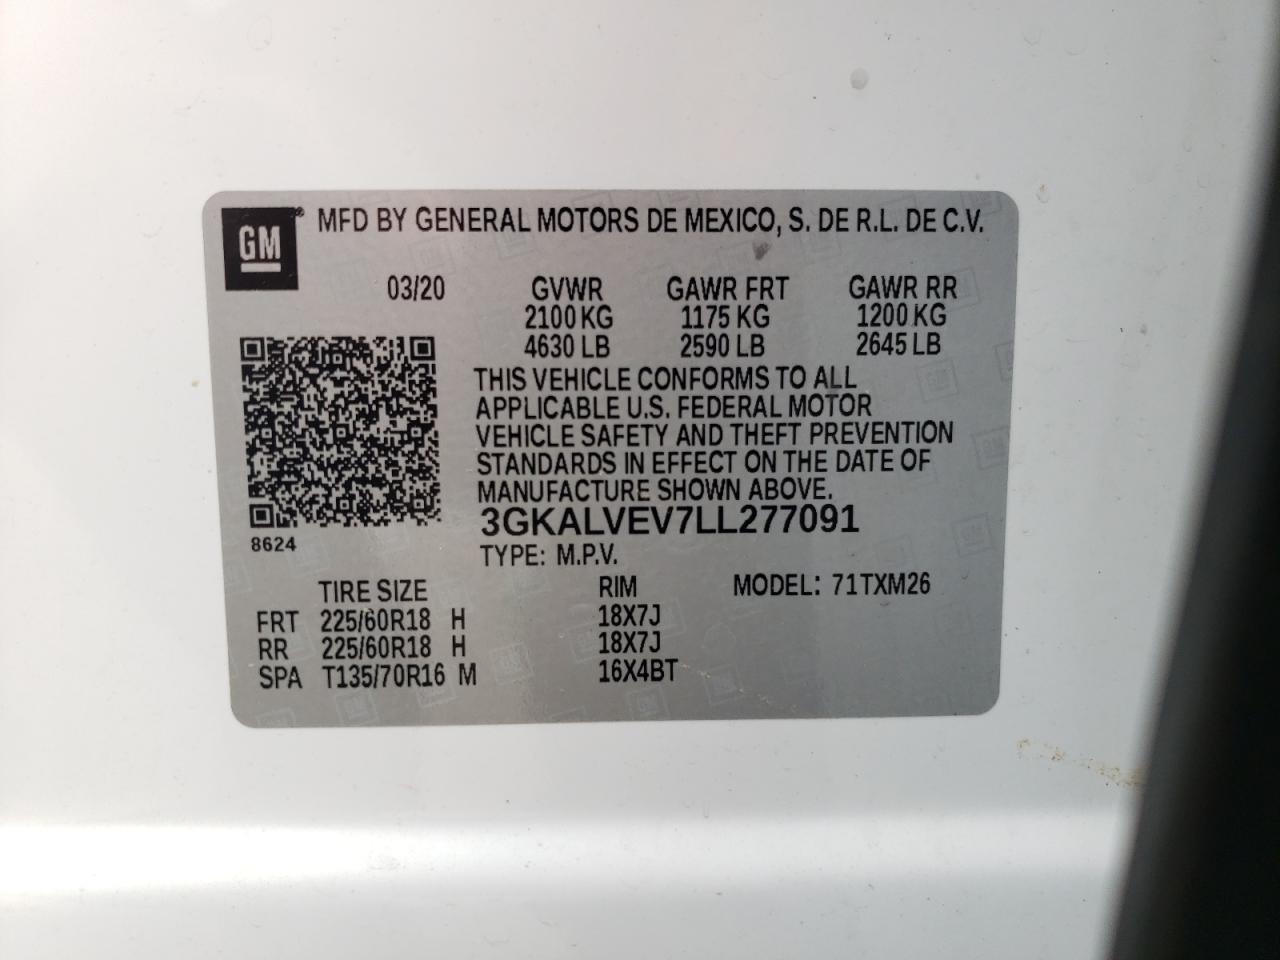 GM® MFD BY GENERAL MOTORS DE MEXICO, S. DE R.L. DE C.V.
03/20 GVWR GAWR FRT GAWR RR
2100 KG 1175 KG 1200 KG
4630 LB 2590 LB 2645 LB
THIS VEHICLE CONFORMS TO ALL
APPLICABLE U.S. FEDERAL MOTOR
VEHICLE SAFETY AND THEFT PREVENTION
STANDARDS IN EFFECT ON THE DATE OF
MANUFACTURE SHOWN ABOVE.
3GKALVEV7LL277091
8624
TYPE: M.P.V.
TIRE SIZE RIM MODEL: 71TXM26
FRT 225/60R18 H 18X7J
RR 225/60R18 H 18X7J
SPA T135/70R16 M 16X4BT